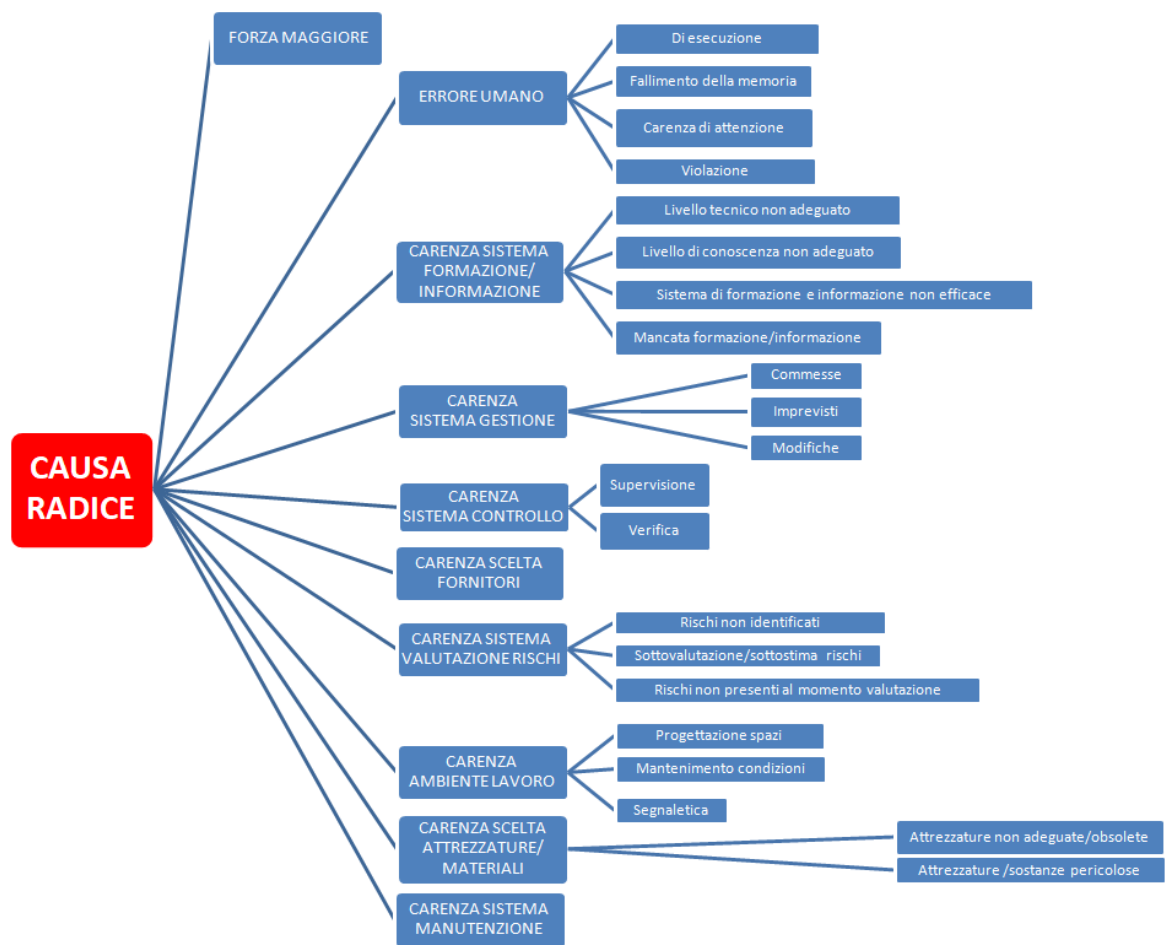 FORZA MAGGIORE
ERRORE UMANO
Di esecuzione
Fallimento della memoria
Carenza di attenzione
Violazione
CARENZA SISTEMA
FORMAZIONE/
INFORMAZIONE
Livello tecnico non adeguato
Livello di conoscenza non adeguato
Sistema di formazione e informazione non efficace
Mancata formazione/informazione
CARENZA
SISTEMA GESTIONE
Commesse
Imprevisti
Modifiche
CAUSA
RADICE
CARENZA
SISTEMA CONTROLLO
Supervisione
Verifica
CARENZA SCELTA
FORNITORI
CARENZA SISTEMA
VALUTAZIONE RISCHI
Rischi non identificati
Sottovalutazione/sottostima rischi
Rischi non presenti al momento valutazione
CARENZA
AMBIENTE LAVORO
Progettazione spazi
Mantenimento condizioni
Segnaletica
CARENZA SCELTA
ATTREZZATURE/
MATERIALI
Attrezzature non adeguate/obsolete
Attrezzature /sostanze pericolose
CARENZA SISTEMA
MANUTENZIONE